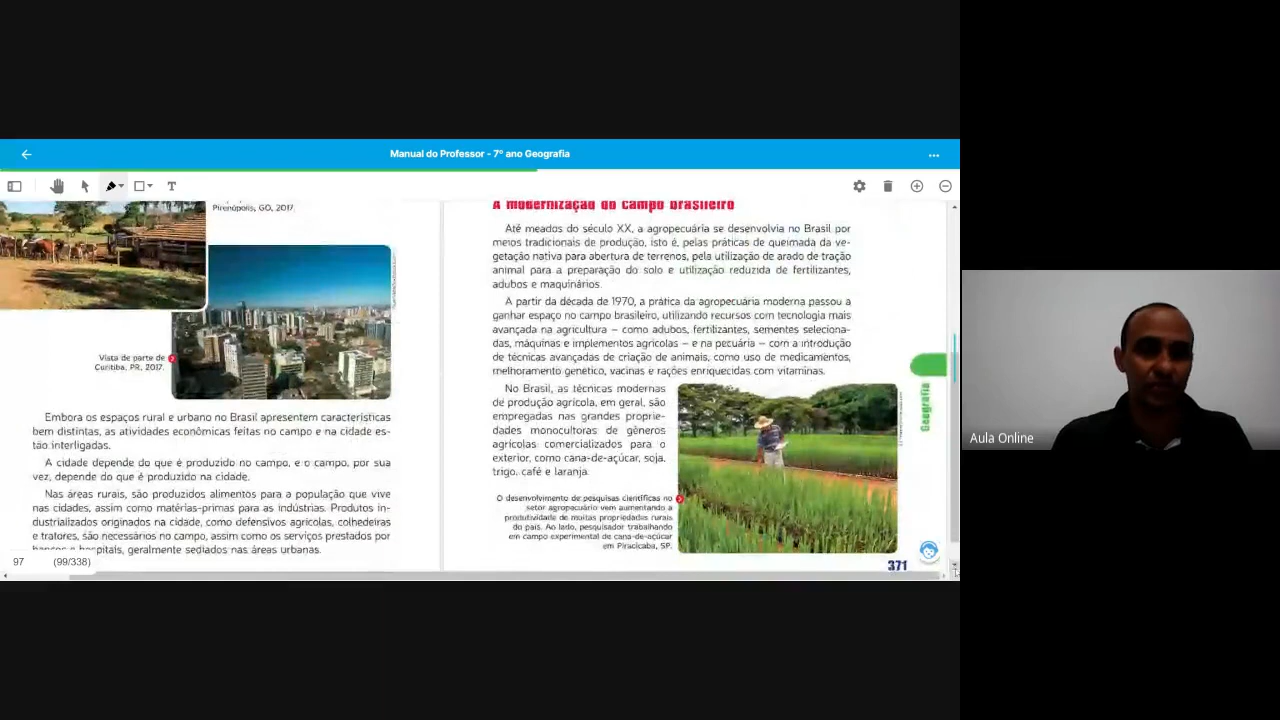 Manual do Professor - 7º ano Geografia
Pirenópolis, GO, 2017.
Vista de parte de
Curitiba, PR, 2017.
Embora os espaços rural e urbano no Brasil apresentem características
bem distintas, as atividades econômicas feitas no campo e na cidade es-
tão interligadas.
A cidade depende do que é produzido no campo, e o campo, por sua
vez, depende do que é produzido na cidade.
Nas áreas rurais, são produzidos alimentos para a população que vive
nas cidades, assim como matérias-primas para as indústrias. Produtos in-
dustrializados originados na cidade, como defensivos agrícolas, colhedeiras
e tratores, são necessários no campo, assim como os serviços prestados por
bancos e hospitais, geralmente sediados nas áreas urbanas.
97 (99/338)
A modernização do campo brasileiro
Até meados do século XX, a agropecuária se desenvolvia no Brasil por
meios tradicionais de produção, isto é, pelas práticas de queimada da ve-
getação nativa para abertura de terrenos, pela utilização de arado de tração
animal para a preparação do solo e utilização reduzida de fertilizantes,
adubos e maquinários.
A partir da década de 1970, a prática da agropecuária moderna passou a
ganhar espaço no campo brasileiro, utilizando recursos com tecnologia mais
avançada na agricultura – como adubos, fertilizantes, sementes seleciona-
das, máquinas e implementos agrícolas – e na pecuária – com a introdução
de técnicas avançadas de criação de animais, como uso de medicamentos,
melhoramento genético, vacinas e rações enriquecidas com vitaminas.
No Brasil, as técnicas modernas
de produção agrícola, em geral, são
empregadas nas grandes proprie-
dades monocultoras de gêneros
agrícolas comercializados para o
exterior, como cana-de-açúcar, soja,
trigo, café e laranja.
O desenvolvimento de pesquisas científicas no
setor agropecuário vem aumentando a
produtividade de muitas propriedades rurais
do país. Ao lado, pesquisador trabalhando
em campo experimental de cana-de-açúcar
em Piracicaba, SP.
Geografia
371
Aula Online